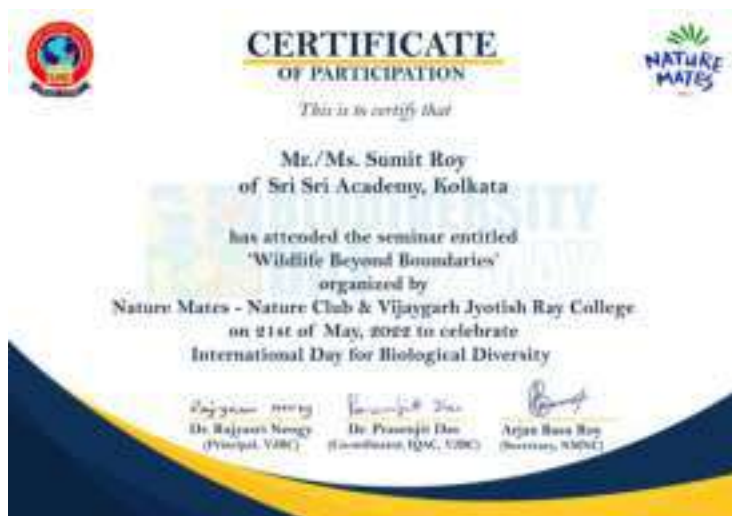 CERTIFICATE
OF PARTICIPATION
NATURE
MATES
This is to certify that
Mr./Ms. Sumit Roy
of Sri Sri Academy, Kolkata
BIODIVERSITY
has attended the seminar entitled
'Wildlife Beyond Boundaries'
organized by
Nature Mates - Nature Club & Vijaygarh Jyotish Ray College
on 21st of May, 2022 to celebrate
International Day for Biological Diversity
Dr. Rajyasri Neogy Dr. Prasenjit Das Arjan Basu Roy
(Principal, VJRC) (Coordinator, IQAC, VJRC) (Secretary, NMNC)